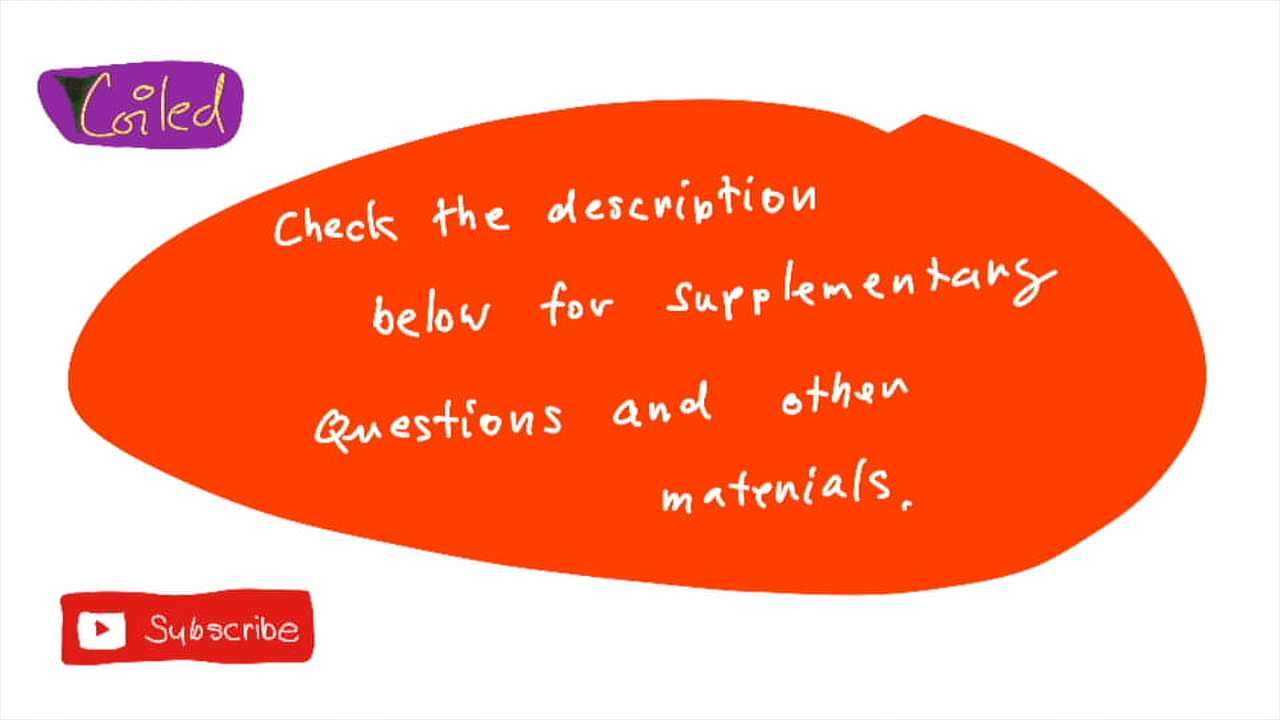 Coiled
Check the description
below for supplementary
Questions and other
materials.
Subscribe